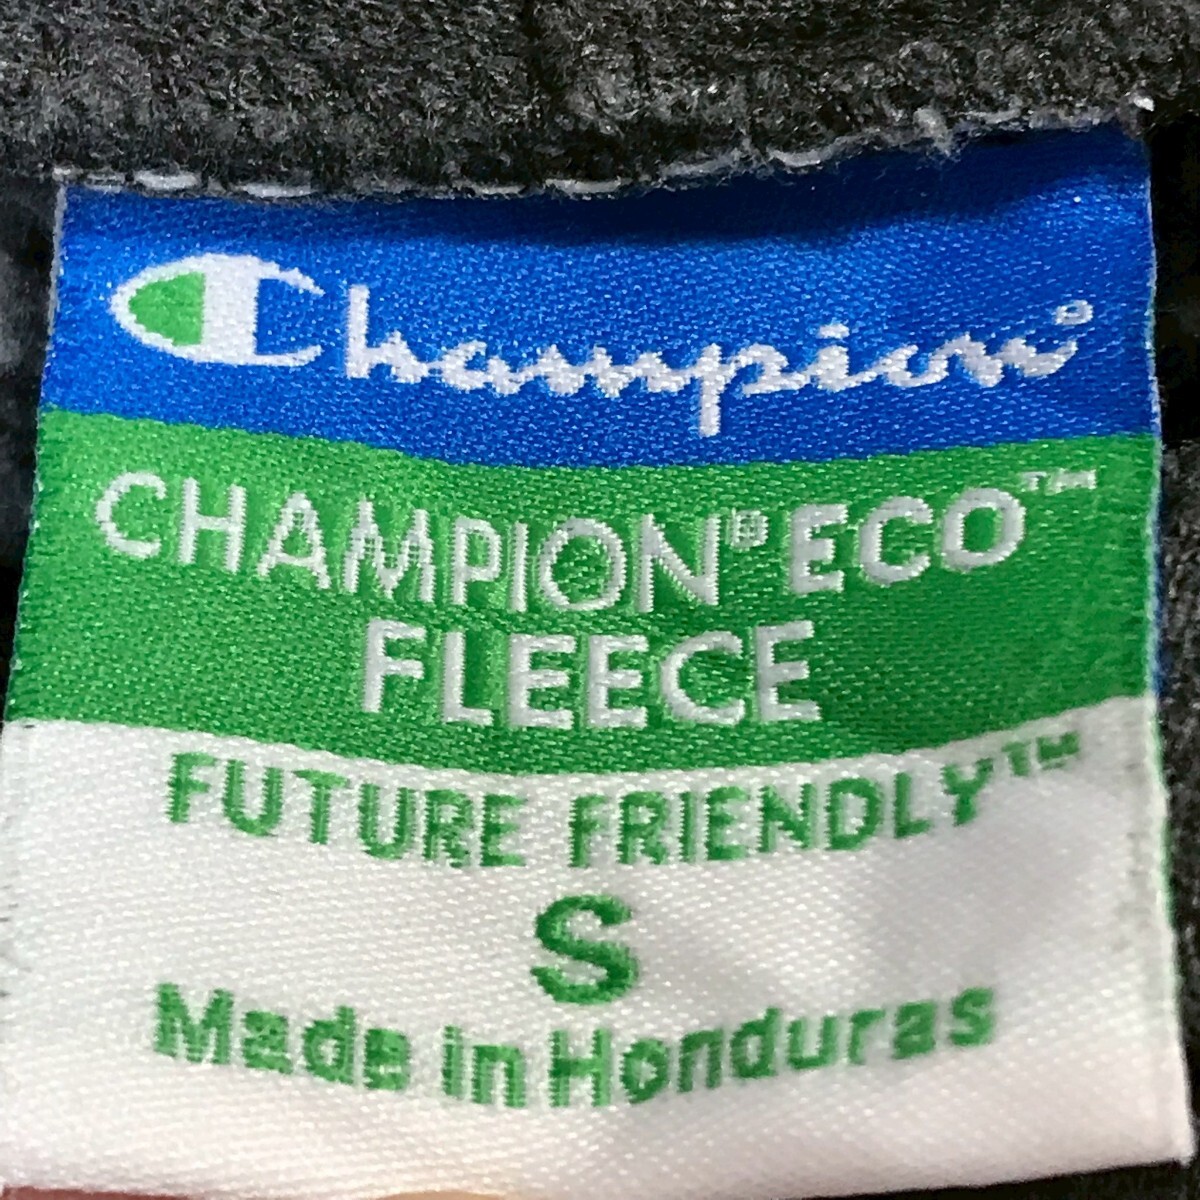 Champion®
CHAMPION® ECO™
FLEECE
FUTURE FRIENDLY™
S
Made in Honduras